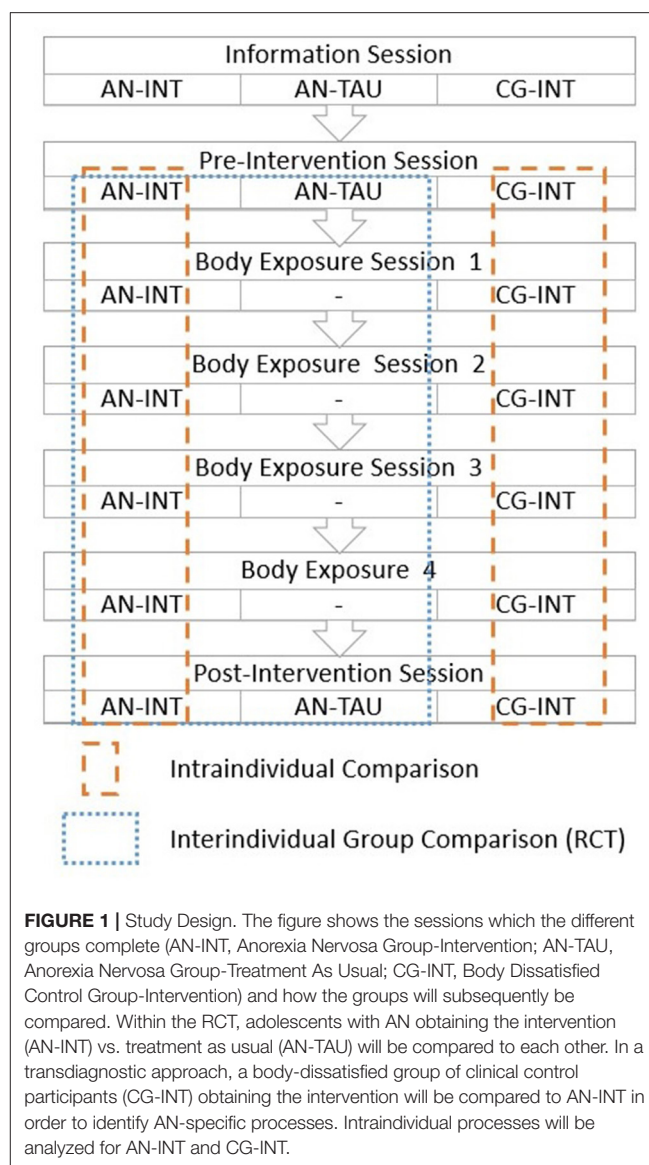 Information Session
AN-INT AN-TAU CG-INT
Pre-Intervention Session
AN-INT AN-TAU CG-INT
Body Exposure Session 1
AN-INT - CG-INT
Body Exposure Session 2
AN-INT - CG-INT
Body Exposure Session 3
AN-INT - CG-INT
Body Exposure 4
AN-INT - CG-INT
Post-Intervention Session
AN-INT AN-TAU CG-INT
Intraindividual Comparison
Interindividual Group Comparison (RCT)
FIGURE 1 | Study Design. The figure shows the sessions which the different
groups complete (AN-INT, Anorexia Nervosa Group-Intervention; AN-TAU,
Anorexia Nervosa Group-Treatment As Usual; CG-INT, Body Dissatisfied
Control Group-Intervention) and how the groups will subsequently be
compared. Within the RCT, adolescents with AN obtaining the intervention
(AN-INT) vs. treatment as usual (AN-TAU) will be compared to each other. In a
transdiagnostic approach, a body-dissatisfied group of clinical control
participants (CG-INT) obtaining the intervention will be compared to AN-INT in
order to identify AN-specific processes. Intraindividual processes will be
analyzed for AN-INT and CG-INT.